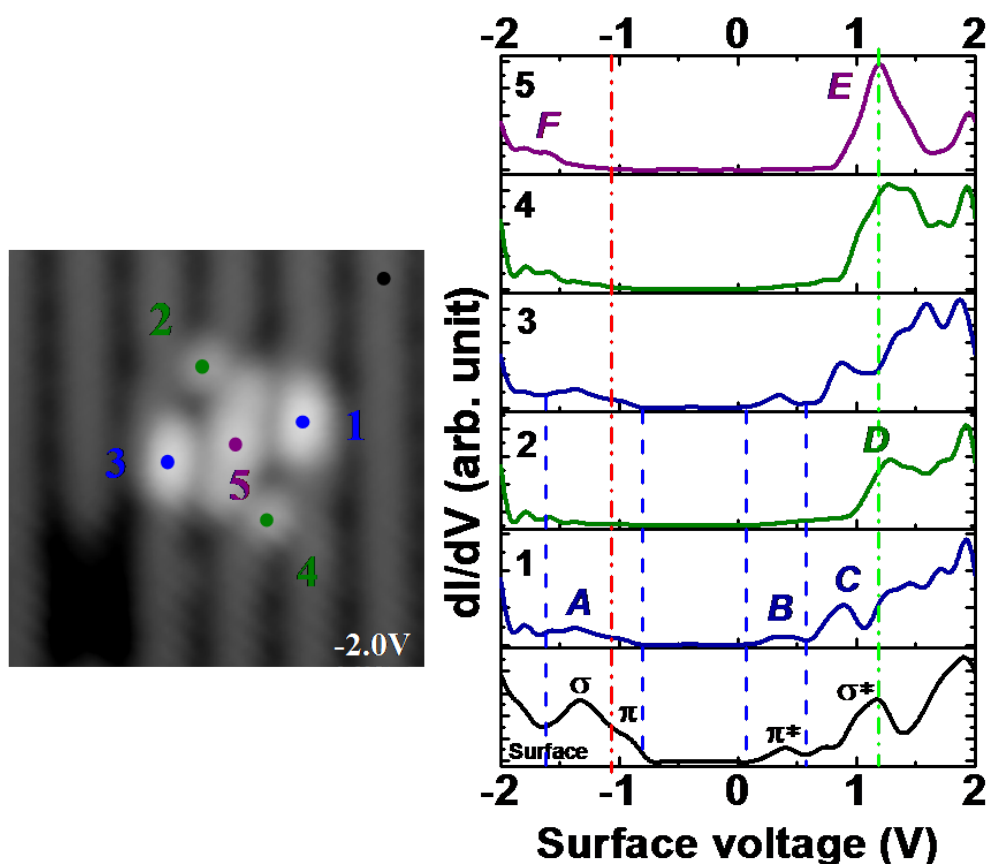 2
1
3
5
4
-2.0V
-2 -1 0 1 2
5
F
E
4
3
2
D
1
A
B
C
σ
π
π*
σ*
Surface
-2 -1 0 1 2
dI/dV (arb. unit)
Surface voltage (V)